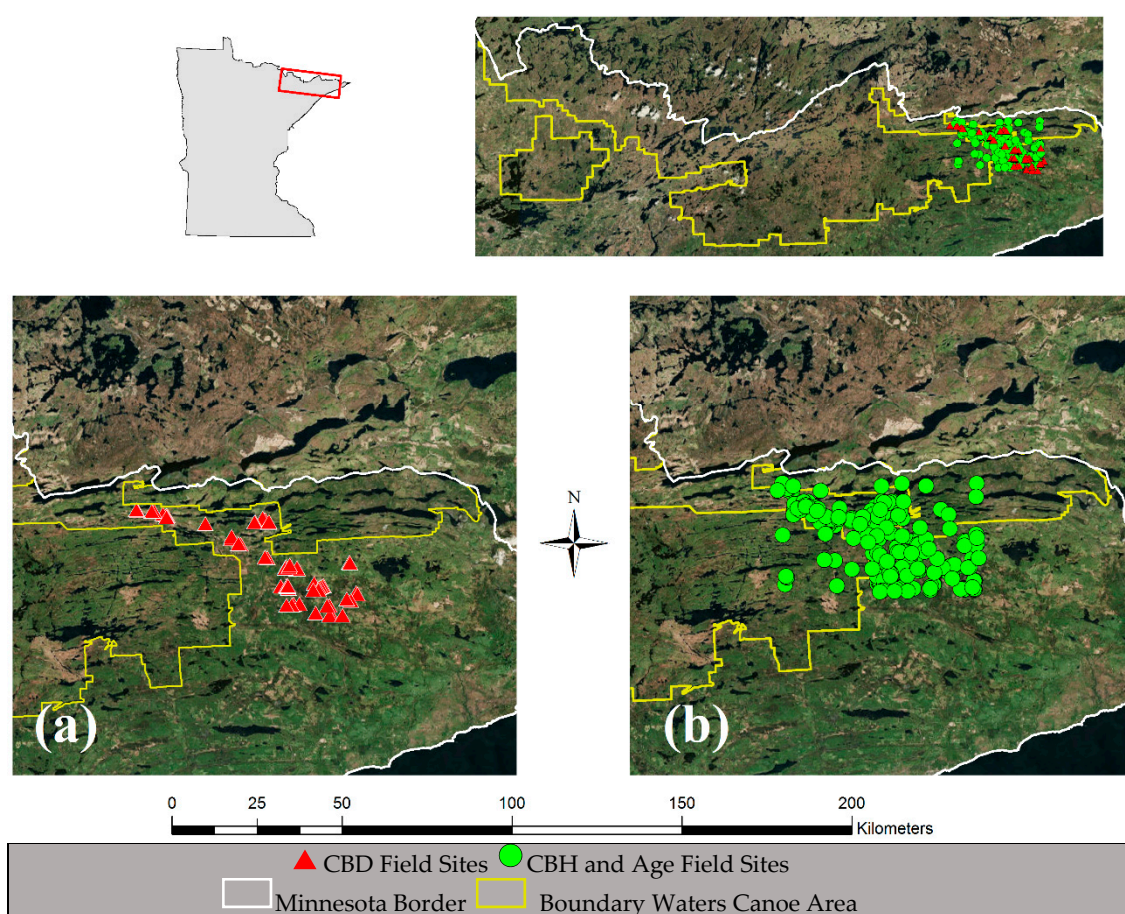 N
(a)
(b)
0 25 50 100 150 200
Kilometers
CBD Field Sites CBH and Age Field Sites
Minnesota Border Boundary Waters Canoe Area